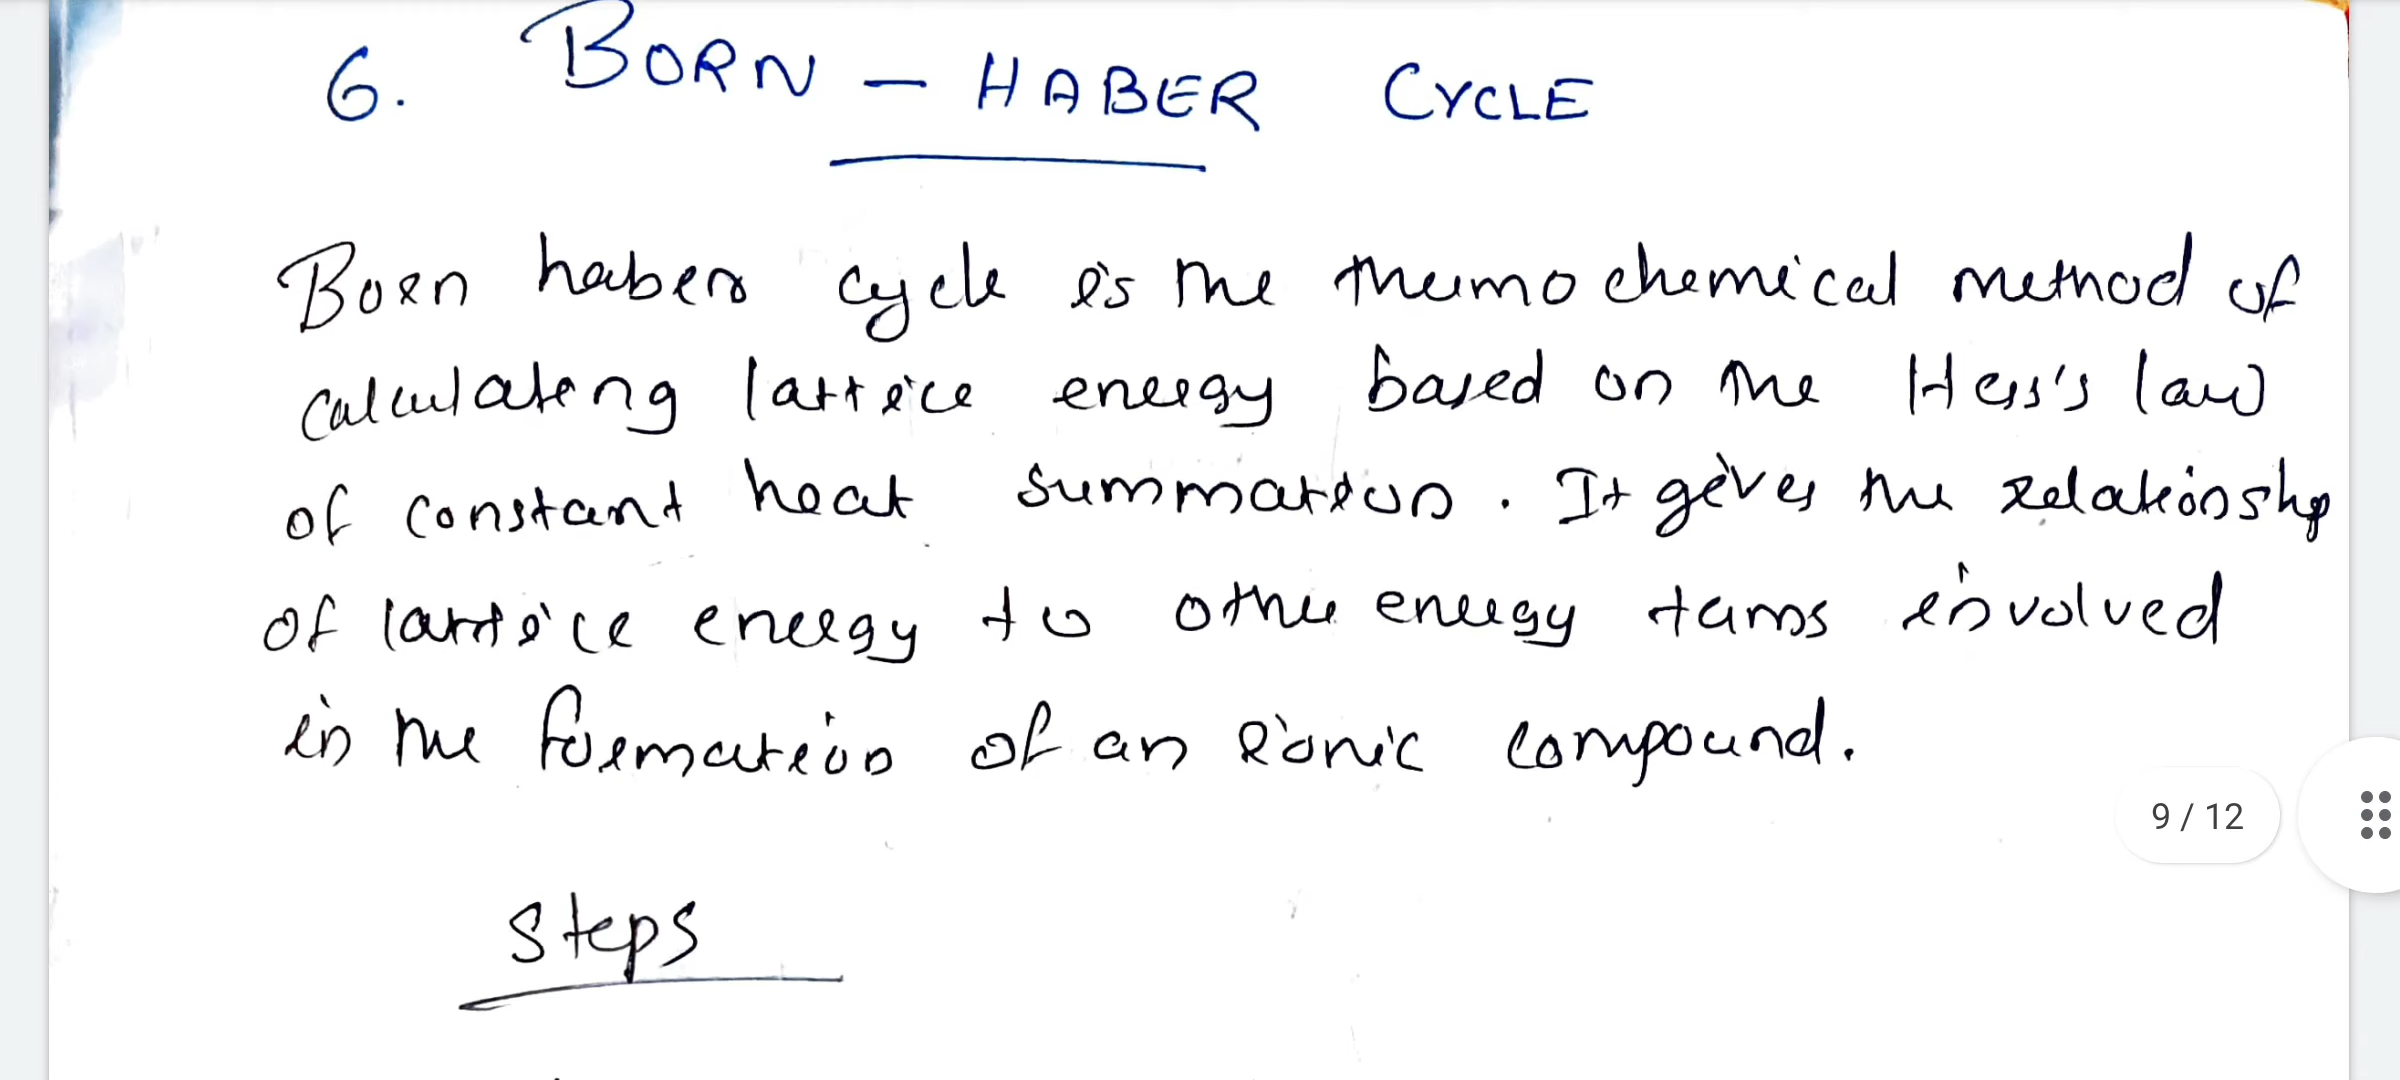 6. BORN - HABER CYCLE
Born haber cycle is the thermo chemical method of
calculating lattice energy based on the Hess's law
of constant heat summation. It gives the relationship
of lattice energy to other energy terms involved
in the formation of an ionic compound.
9 / 12
Steps